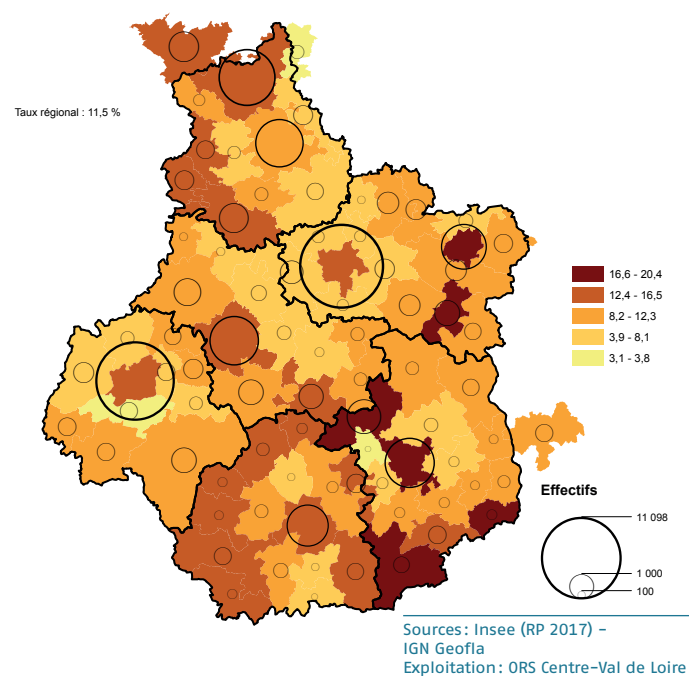 Taux régional : 11,5 %
16,6 - 20,4
12,4 - 16,5
8,2 - 12,3
3,9 - 8,1
3,1 - 3,8
Effectifs
11 098
1 000
100
Sources : Insee (RP 2017) –
IGN Geofla
Exploitation : ORS Centre-Val de Loire